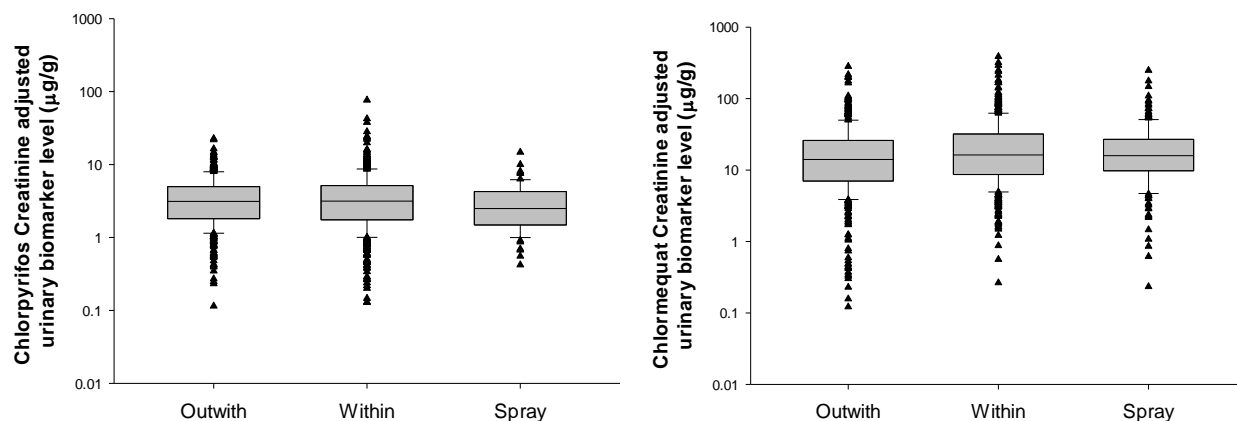 Chlorpyrifos Creatinine adjusted
urinary biomarker level (µg/g)
1000
100
10
1
0.1
0.01
Outwith Within Spray
Chlormequat Creatinine adjusted
urinary biomarker level (µg/g)
1000
100
10
1
0.1
0.01
Outwith Within Spray